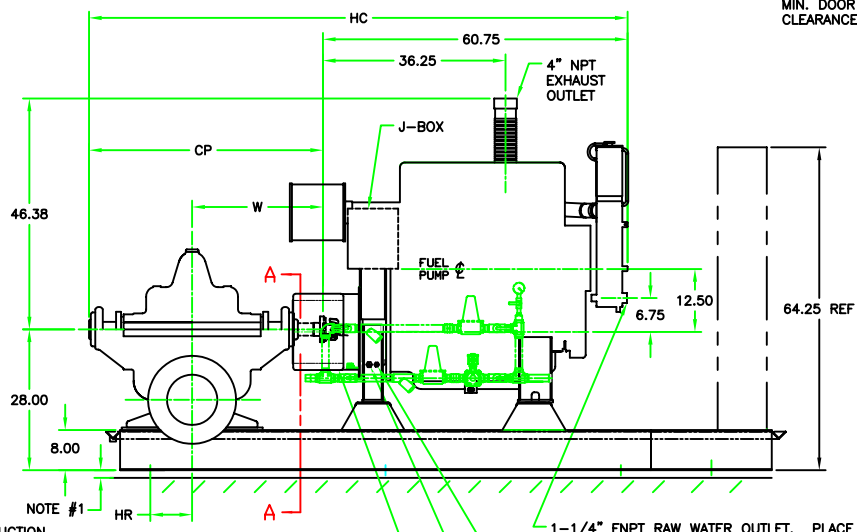 MIN. DOOR
CLEARANCE
HC
60.75
36.25
4" NPT
EXHAUST
OUTLET
J-BOX
CP
W
46.38
A
FUEL
PUMP ℄
12.50
6.75
64.25 REF
28.00
8.00
NOTE #1
HR
A
1-1/4" FNPT RAW WATER OUTLET. PLACE